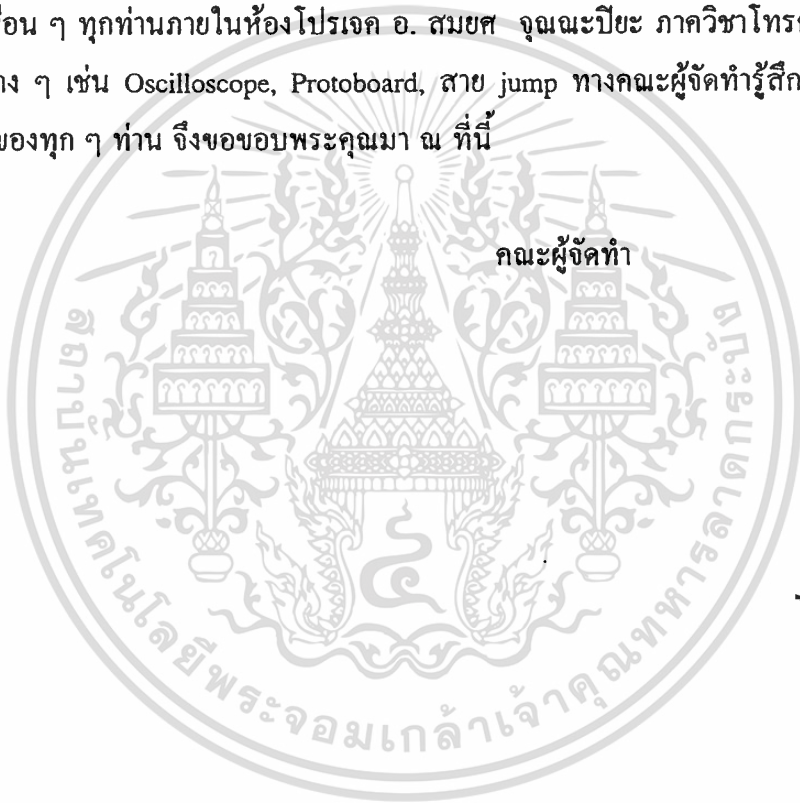 ือน ๆ ทุกท่านภายในห้องโปรเจค อ. สมยศ จุณณะปิยะ ภาควิชาโทร
าง ๆ เช่น Oscilloscope, Protoboard, สาย jump ทางคณะผู้จัดทำรู้สึก
ของทุก ๆ ท่าน จึงขอขอบพระคุณมา ณ ที่นี้
คณะผู้จัดทำ
สถาบันเทคโนโลยีพระจอมเกล้าเจ้าคุณทหารลาดกระบัง